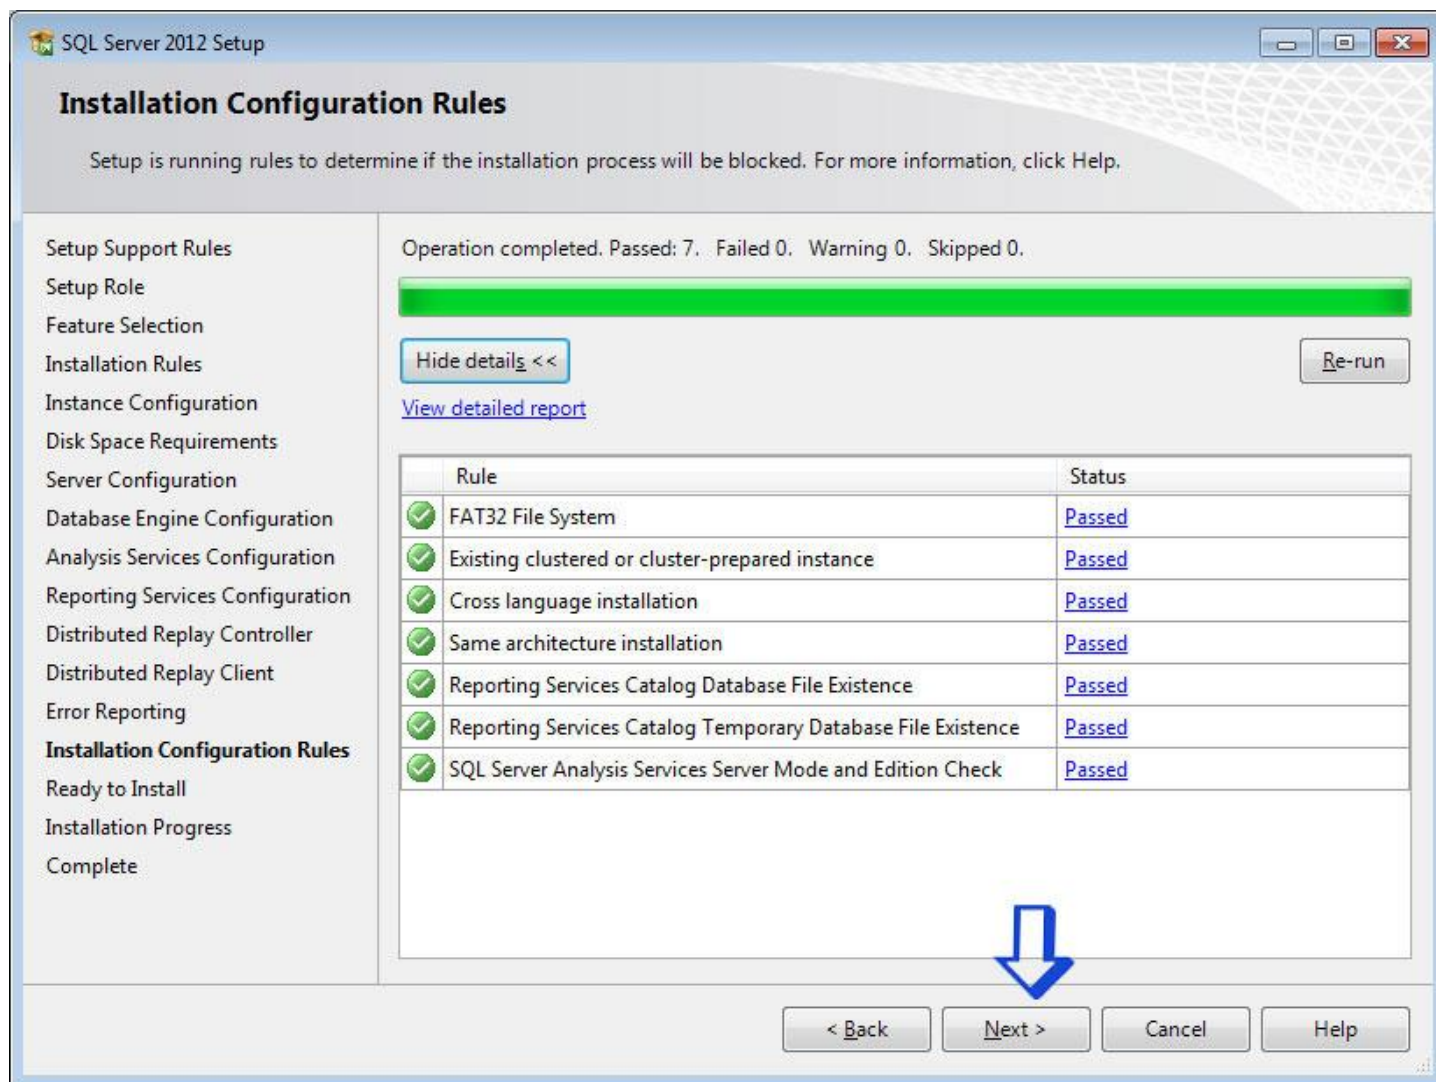 SQL Server 2012 Setup
Installation Configuration Rules
Setup is running rules to determine if the installation process will be blocked. For more information, click Help.
Setup Support Rules
Setup Role
Feature Selection
Installation Rules
Instance Configuration
Disk Space Requirements
Server Configuration
Database Engine Configuration
Analysis Services Configuration
Reporting Services Configuration
Distributed Replay Controller
Distributed Replay Client
Error Reporting
Installation Configuration Rules
Ready to Install
Installation Progress
Complete
Operation completed. Passed: 7.   Failed 0.   Warning 0.   Skipped 0.
Hide details <<
Re-run
View detailed report
Rule Status
FAT32 File System Passed
Existing clustered or cluster-prepared instance Passed
Cross language installation Passed
Same architecture installation Passed
Reporting Services Catalog Database File Existence Passed
Reporting Services Catalog Temporary Database File Existence Passed
SQL Server Analysis Services Server Mode and Edition Check Passed
< Back Next > Cancel Help